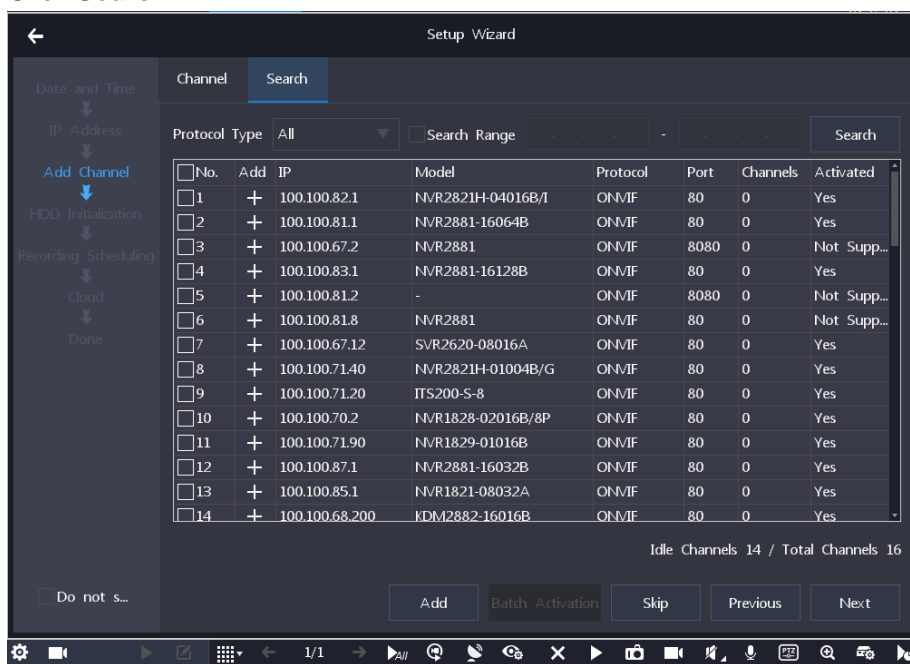 Setup Wizard
Date and Time
IP Address
Add Channel
HDD Initialization
Recording Scheduling
Cloud
Done
Do not s...
Channel Search
Protocol Type All Search Range - Search
No. Add IP Model Protocol Port Channels Activated
1 + 100.100.82.1 NVR2821H-04016B/I ONVIF 80 0 Yes
2 + 100.100.81.1 NVR2881-16064B ONVIF 80 0 Yes
3 + 100.100.67.2 NVR2881 ONVIF 8080 0 Not Supp...
4 + 100.100.83.1 NVR2881-16128B ONVIF 80 0 Yes
5 + 100.100.81.2 - ONVIF 8080 0 Not Supp...
6 + 100.100.81.8 NVR2881 ONVIF 80 0 Not Supp...
7 + 100.100.67.12 SVR2620-08016A ONVIF 80 0 Yes
8 + 100.100.71.40 NVR2821H-01004B/G ONVIF 80 0 Yes
9 + 100.100.71.20 ITS200-S-8 ONVIF 80 0 Yes
10 + 100.100.70.2 NVR1828-02016B/8P ONVIF 80 0 Yes
11 + 100.100.71.90 NVR1829-01016B ONVIF 80 0 Yes
12 + 100.100.87.1 NVR2881-16032B ONVIF 80 0 Yes
13 + 100.100.85.1 NVR1821-08032A ONVIF 80 0 Yes
14 + 100.100.68.200 KDM2882-16016B ONVIF 80 0 Yes
Idle Channels 14 / Total Channels 16
Add Batch Activation Skip Previous Next
1/1 All PTZ